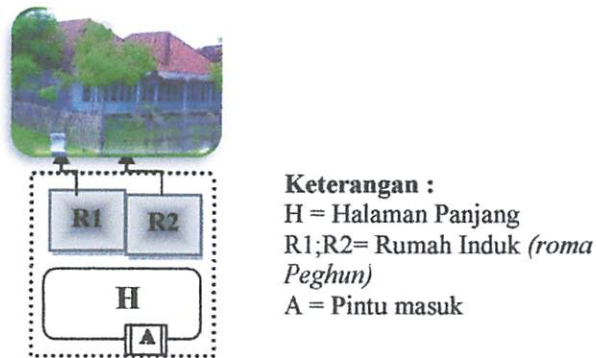 R1 R2
H
A
Keterangan :
H = Halaman Panjang
R1;R2= Rumah Induk (roma
Peghun)
A = Pintu masuk